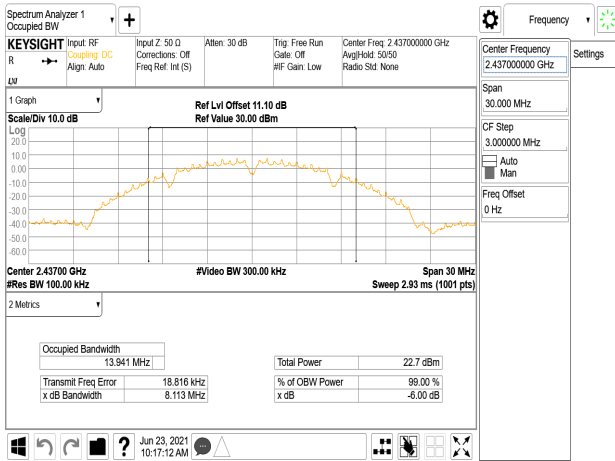 Spectrum Analyzer 1
Occupied BW
Frequency
KEYSIGHT
R
LXI
Input: RF
Coupling: DC
Align: Auto
Input Z: 50 Ω
Corrections: Off
Freq Ref: Int (S)
Atten: 30 dB
Trig: Free Run
Gate: Off
#IF Gain: Low
Center Freq: 2.437000000 GHz
Avg|Hold: 50/50
Radio Std: None
Center Frequency
2.437000000 GHz
Settings
Span
30.000 MHz
CF Step
3.000000 MHz
Auto
Man
Freq Offset
0 Hz
1 Graph
Scale/Div 10.0 dB
Ref Lvl Offset 11.10 dB
Ref Value 30.00 dBm
Log
20.0
10.0
0.00
-10.0
-20.0
-30.0
-40.0
-50.0
-60.0
Center 2.43700 GHz
#Video BW 300.00 kHz
Span 30 MHz
#Res BW 100.00 kHz
Sweep 2.93 ms (1001 pts)
2 Metrics
Occupied Bandwidth
13.941 MHz
Total Power 22.7 dBm
Transmit Freq Error 18.816 kHz
% of OBW Power 99.00 %
x dB Bandwidth 8.113 MHz
x dB -6.00 dB
?
Jun 23, 2021
10:17:12 AM